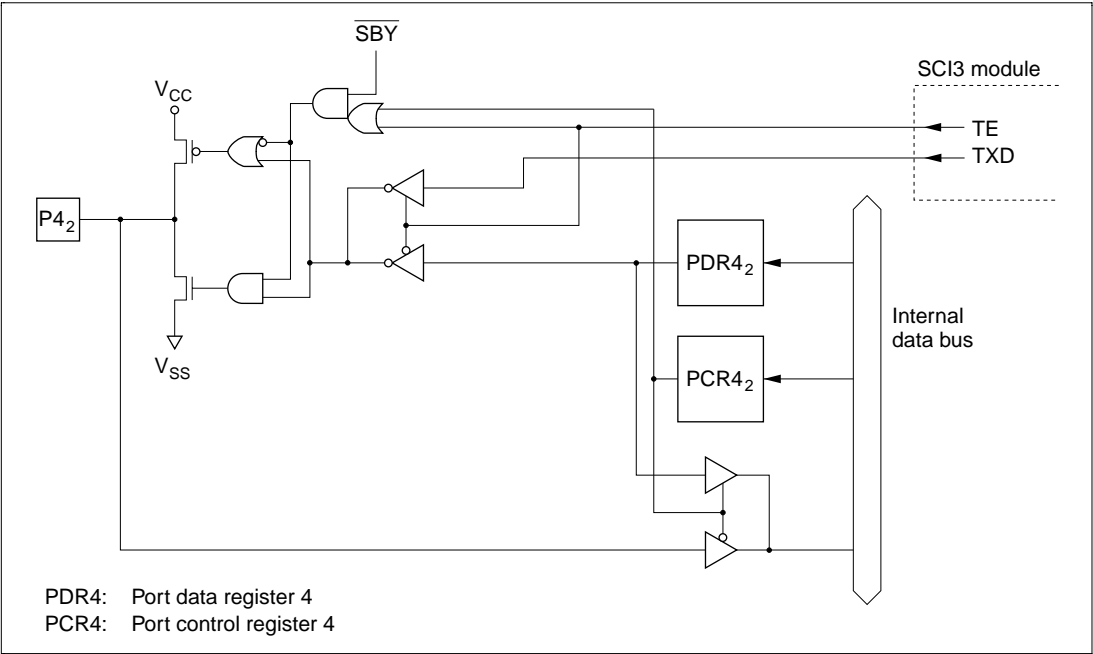 SBY
SCI3 module
VCC
TE
TXD
P42
PDR42
Internal
data bus
PCR42
VSS
PDR4: Port data register 4
PCR4: Port control register 4